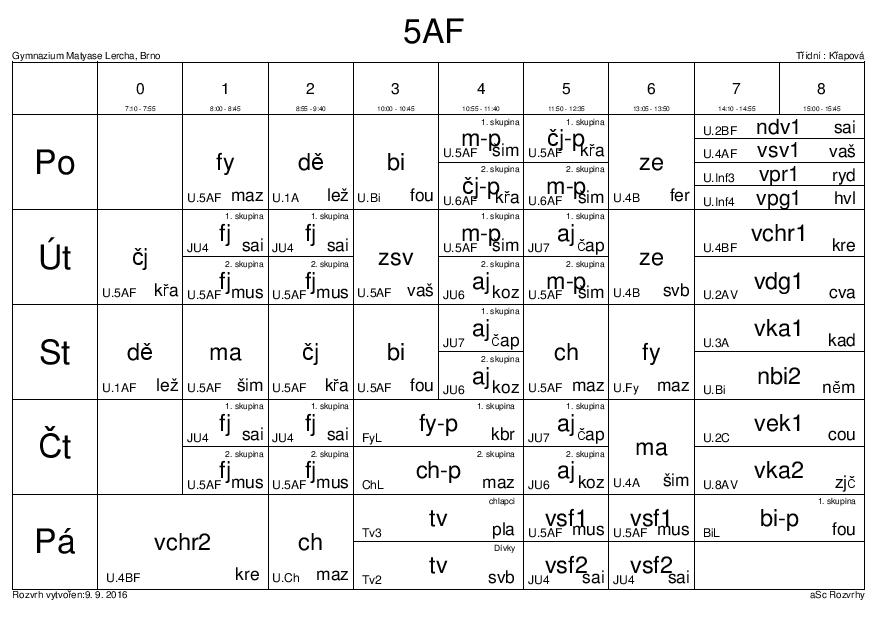 5AF
Gymnazium Matyase Lercha, Brno Třídní : Křapová
0 1 2 3 4 5 6 7 8
7:10 - 7:55 8:00 - 8:45 8:55 - 9:40 10:00 - 10:45 10:55 - 11:40 11:50 - 12:35 13:05 - 13:50 14:10 - 14:55 15:00 - 15:45
Po
fy
U.5AF maz
dě
U.1A lež
bi
U.Bi fou
1. skupina
m-p
U.5AF šim
2. skupina
čj-p
U.6AF křa
1. skupina
čj-p
U.5AF křa
2. skupina
m-p
U.6AF šim
ze
U.4B fer
U.2BF ndv1 sai
U.4AF vsv1 vaš
U.Inf3 vpr1 ryd
U.Inf4 vpg1 hvl
Út
čj
U.5AF křa
1. skupina
fj
JU4 sai
2. skupina
fj
U.5AF mus
1. skupina
fj
JU4 sai
2. skupina
fj
U.5AF mus
zsv
U.5AF vaš
1. skupina
m-p
U.5AF šim
2. skupina
aj
JU6 koz
1. skupina
aj
JU7 čap
2. skupina
m-p
U.5AF šim
ze
U.4B svb
vchr1
U.4BF kre
vdg1
U.2AV cva
St
dě
U.1AF lež
ma
U.5AF šim
čj
U.5AF křa
bi
U.5AF fou
1. skupina
aj
JU7 čap
2. skupina
aj
JU6 koz
ch
U.5AF maz
fy
U.Fy maz
vka1
U.3A kad
nbi2
U.Bi něm
Čt
1. skupina
fj
JU4 sai
2. skupina
fj
U.5AF mus
1. skupina
fj
JU4 sai
2. skupina
fj
U.5AF mus
1. skupina
fy-p
FyL kbr
2. skupina
ch-p
ChL maz
1. skupina
aj
JU7 čap
2. skupina
aj
JU6 koz
ma
U.4A šim
vek1
U.2C cou
vka2
U.8AV zjč
Pá
vchr2
U.4BF kre
ch
U.Ch maz
chlapci
tv
Tv3 pla
Dívky
tv
Tv2 svb
vsf1
U.5AF mus
vsf2
JU4 sai
vsf1
U.5AF mus
vsf2
JU4 sai
1. skupina
bi-p
BiL fou
Rozvrh vytvořen:9. 9. 2016 aSc Rozvrhy